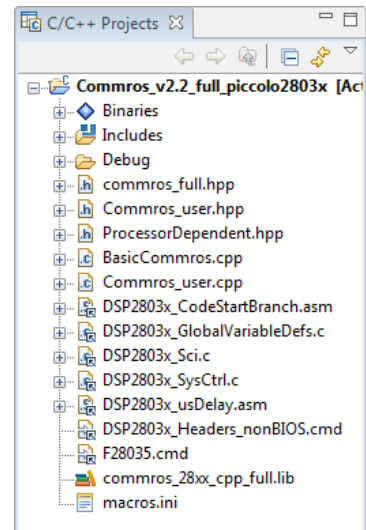 C/C++ Projects
Commros_v2.2_full_piccolo2803x [Act
Binaries
Includes
Debug
commros_full.hpp
Commros_user.hpp
ProcessorDependent.hpp
BasicCommros.cpp
Commros_user.cpp
DSP2803x_CodeStartBranch.asm
DSP2803x_GlobalVariableDefs.c
DSP2803x_Sci.c
DSP2803x_SysCtrl.c
DSP2803x_usDelay.asm
DSP2803x_Headers_nonBIOS.cmd
F28035.cmd
commros_28xx_cpp_full.lib
macros.ini